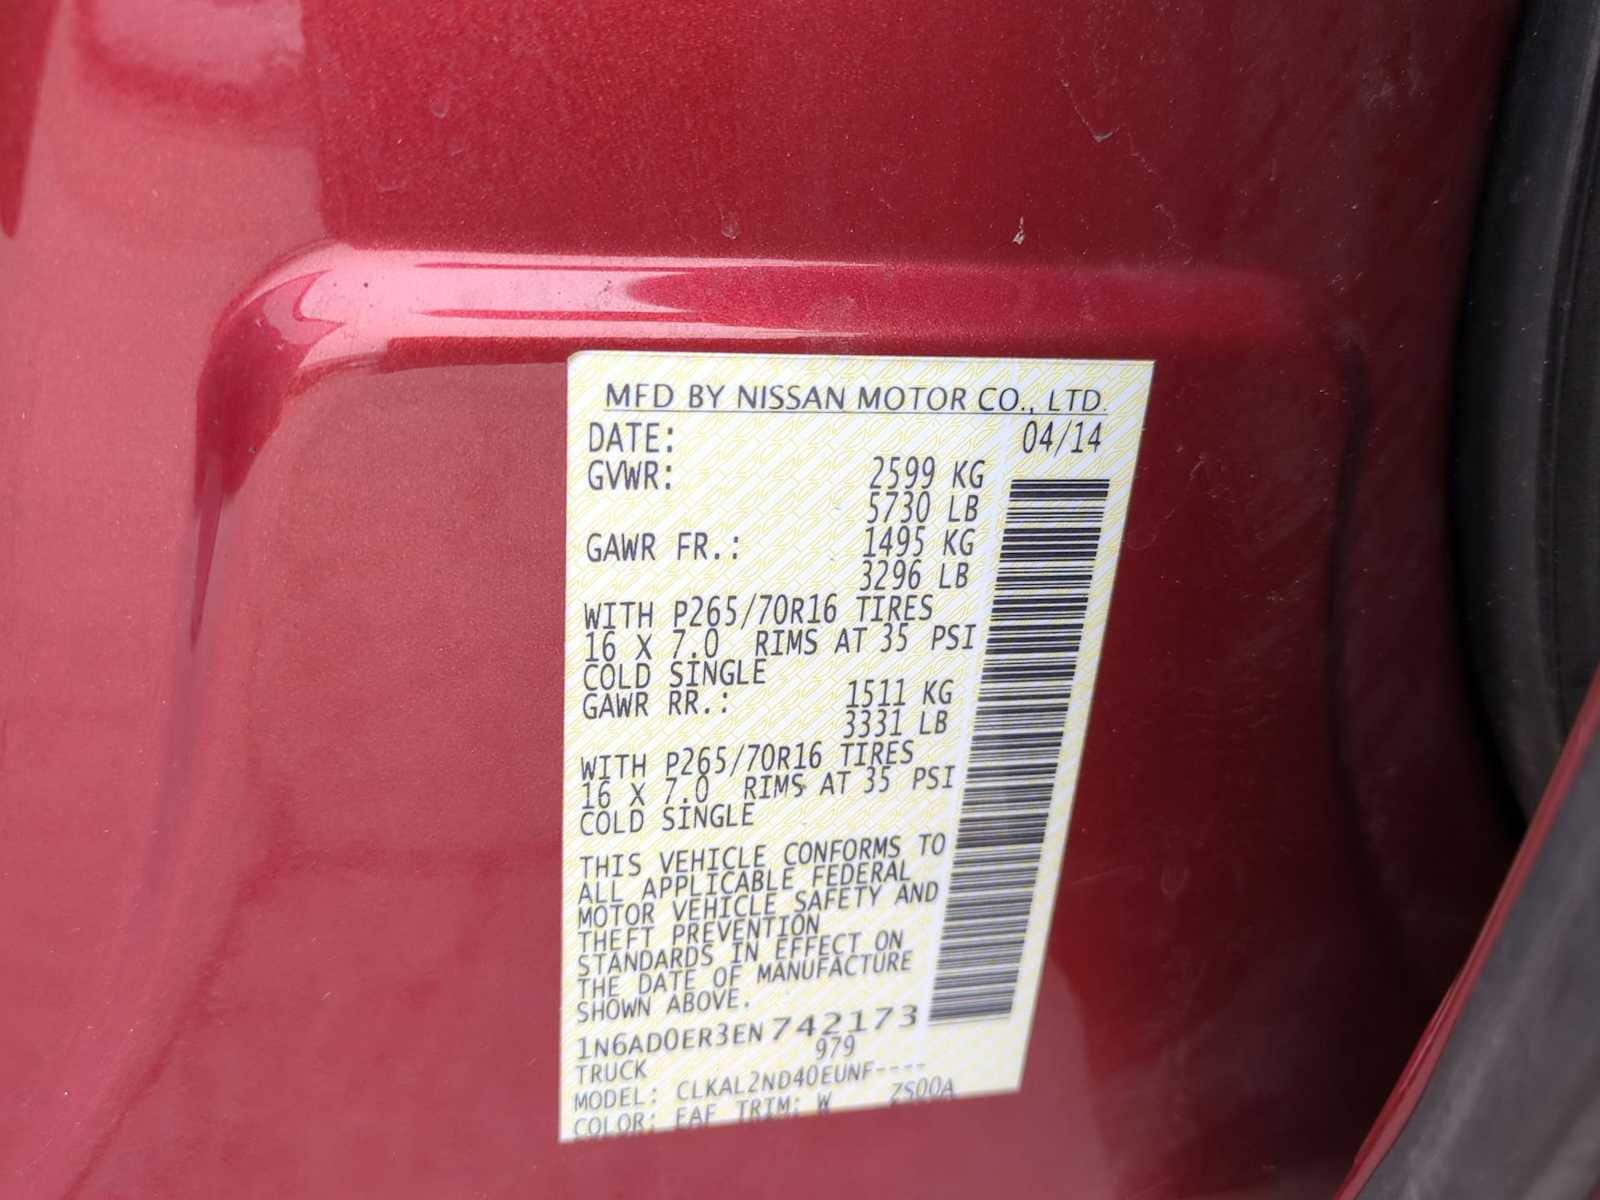 MFD BY NISSAN MOTOR CO., LTD.
DATE: 04/14
GVWR: 2599 KG
5730 LB
GAWR FR.: 1495 KG
3296 LB
WITH P265/70R16 TIRES
16 X 7.0 RIMS AT 35 PSI
COLD SINGLE
GAWR RR.: 1511 KG
3331 LB
WITH P265/70R16 TIRES
16 X 7.0 RIMS AT 35 PSI
COLD SINGLE
THIS VEHICLE CONFORMS TO
ALL APPLICABLE FEDERAL
MOTOR VEHICLE SAFETY AND
THEFT PREVENTION
STANDARDS IN EFFECT ON
THE DATE OF MANUFACTURE
SHOWN ABOVE.
1N6AD0ER3EN742173
TRUCK 979
MODEL: CLKAL2ND40EUNF----
COLOR: EAF TRIM: W ZS00A